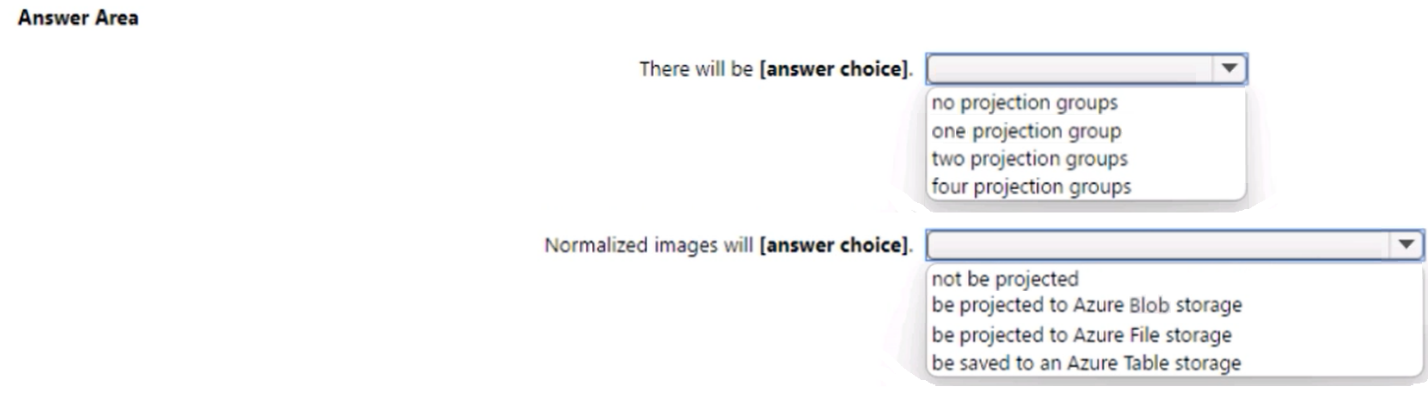 Answer Area
There will be [answer choice].
no projection groups
one projection group
two projection groups
four projection groups
Normalized images will [answer choice].
not be projected
be projected to Azure Blob storage
be projected to Azure File storage
be saved to an Azure Table storage